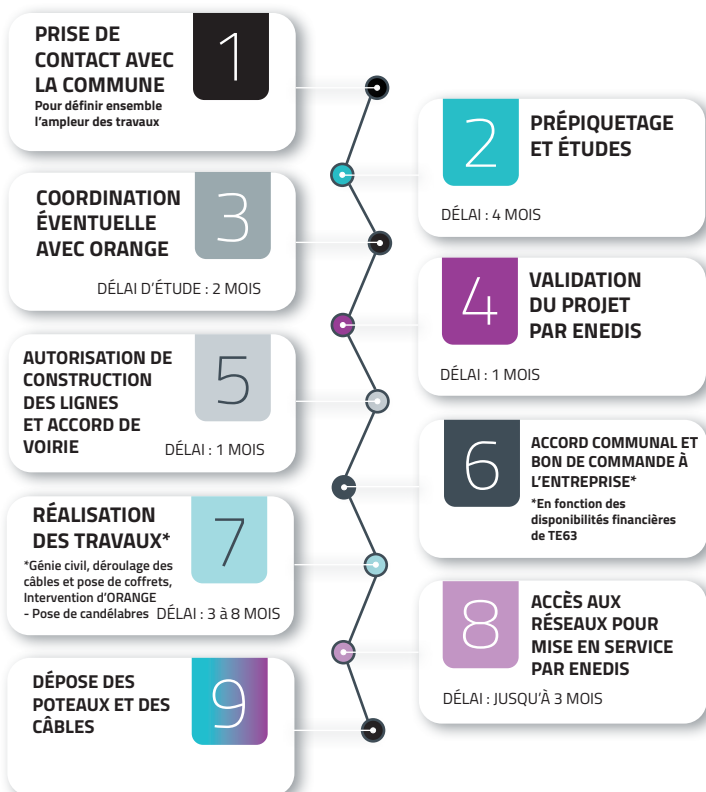 PRISE DE
CONTACT AVEC
LA COMMUNE
Pour définir ensemble
l'ampleur des travaux
1
2
PRÉPIQUETAGE
ET ÉTUDES
DÉLAI : 4 MOIS
COORDINATION
ÉVENTUELLE
AVEC ORANGE
3
DÉLAI D'ÉTUDE : 2 MOIS
4
VALIDATION
DU PROJET
PAR ENEDIS
DÉLAI : 1 MOIS
AUTORISATION DE
CONSTRUCTION
DES LIGNES
ET ACCORD DE
VOIRIE
5
DÉLAI : 1 MOIS
6
ACCORD COMMUNAL ET
BON DE COMMANDE À
L'ENTREPRISE*
*En fonction des
disponibilités financières
de TE63
RÉALISATION
DES TRAVAUX*
7
*Génie civil, déroulage des
câbles et pose de coffrets,
Intervention d'ORANGE
- Pose de candélabres
DÉLAI : 3 à 8 MOIS
8
ACCÈS AUX
RÉSEAUX POUR
MISE EN SERVICE
PAR ENEDIS
DÉLAI : JUSQU'À 3 MOIS
DÉPOSE DES
POTEAUX ET DES
CÂBLES
9